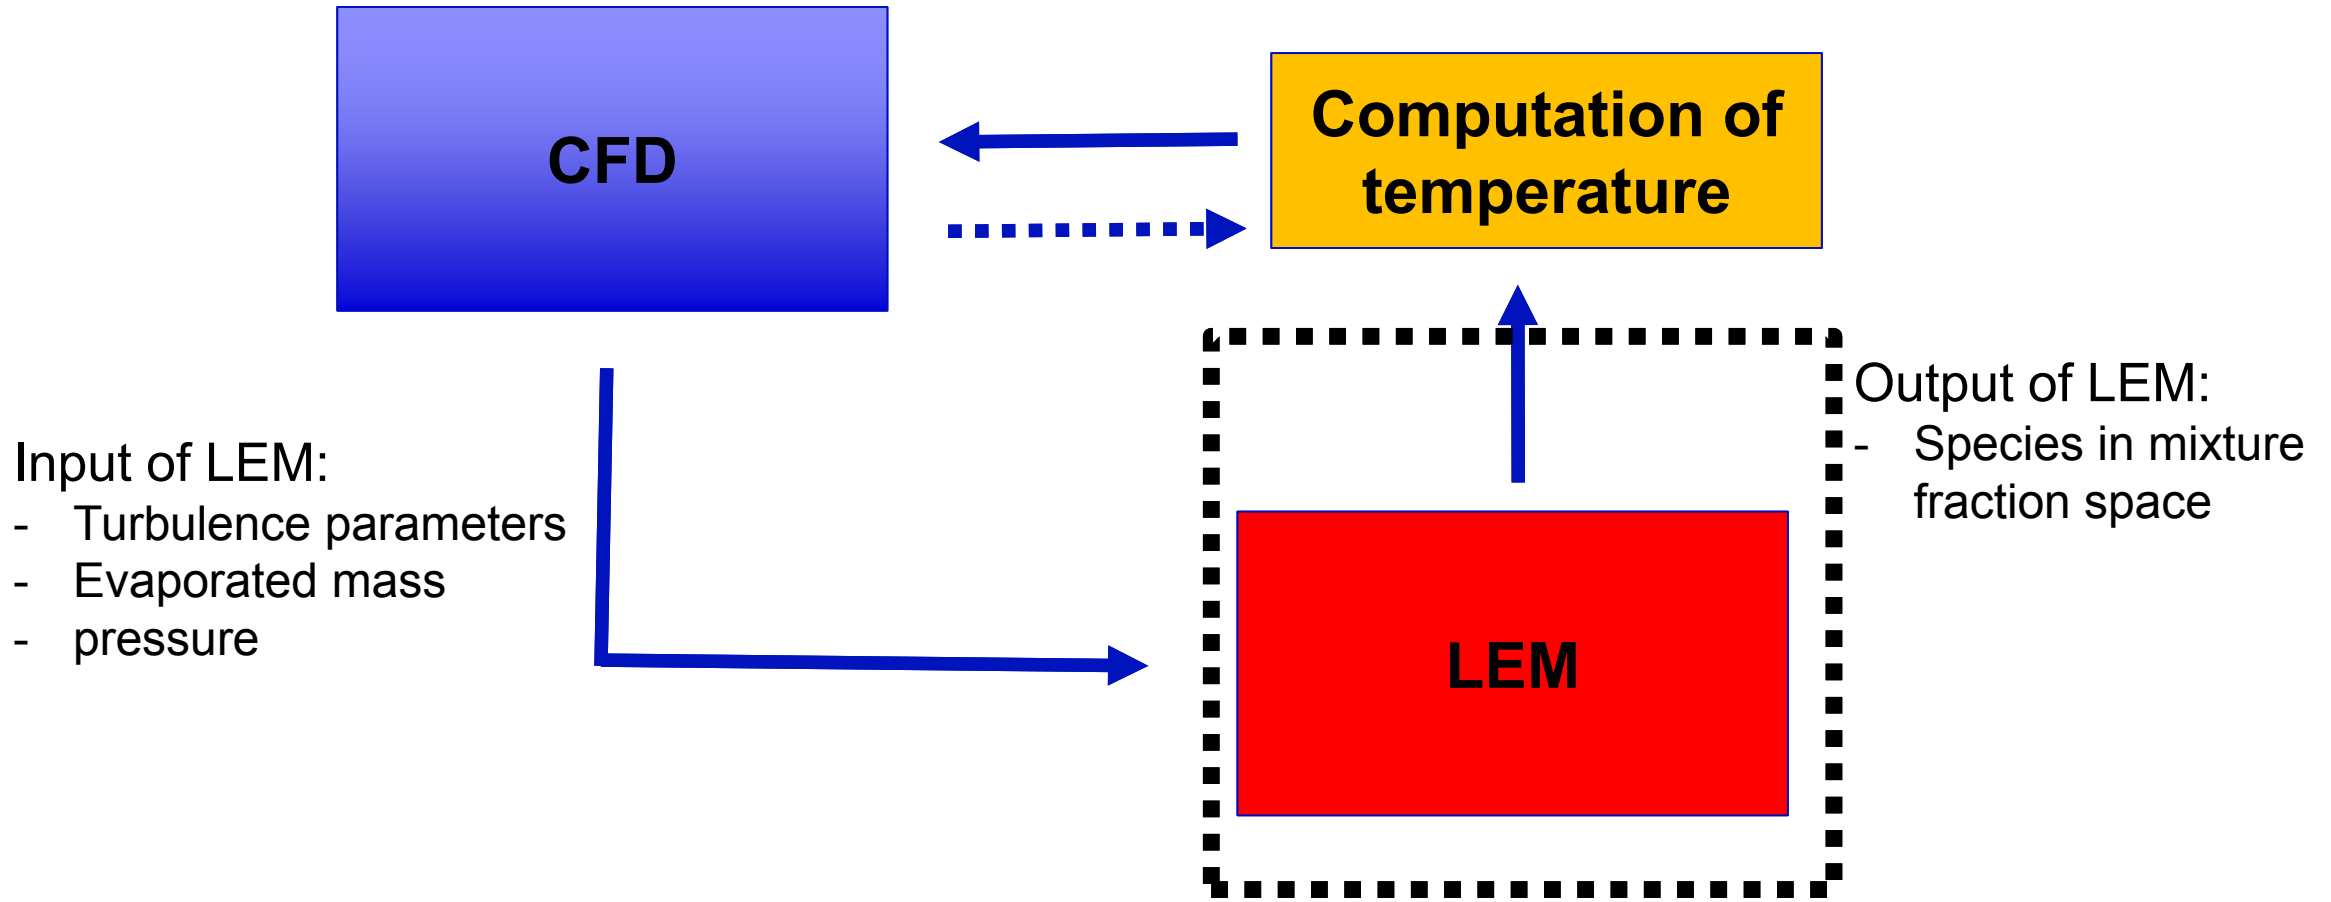 CFD
Computation of
temperature
Input of LEM:
- Turbulence parameters
- Evaporated mass
- pressure
Output of LEM:
- Species in mixture
fraction space
LEM